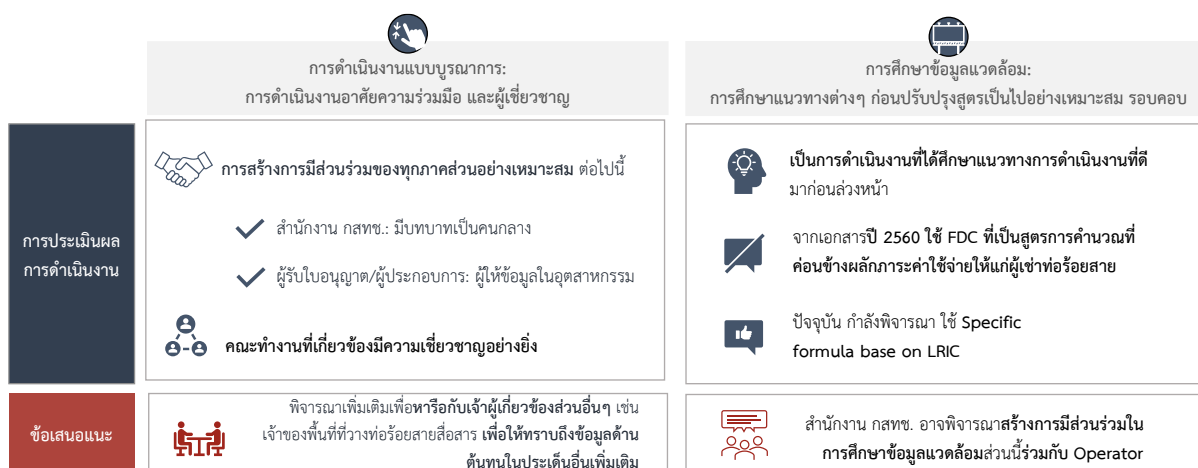 การดำเนินงานแบบบูรณาการ:
การดำเนินงานอาศัยความร่วมมือ และผู้เชี่ยวชาญ
การศึกษาข้อมูลแวดล้อม:
การศึกษาแนวทางต่างๆ ก่อนปรับปรุงสูตรเป็นไปอย่างเหมาะสม รอบคอบ
การประเมินผล
การดำเนินงาน
การสร้างการมีส่วนร่วมของทุกภาคส่วนอย่างเหมาะสม ต่อไปนี้
สำนักงาน กสทช.: มีบทบาทเป็นคนกลาง
ผู้รับใบอนุญาต/ผู้ประกอบการ: ผู้ให้ข้อมูลในอุตสาหกรรม
คณะทำงานที่เกี่ยวข้องมีความเชี่ยวชาญอย่างยิ่ง
เป็นการดำเนินงานที่ได้ศึกษาแนวทางการดำเนินงานที่ดี
มาก่อนล่วงหน้า
จากเอกสารปี 2560 ใช้ FDC ที่เป็นสูตรการคำนวณที่
ค่อนข้างผลักภาระค่าใช้จ่ายให้แก่ผู้เช่าท่อร้อยสาย
ปัจจุบัน กำลังพิจารณา ใช้ Specific
formula base on LRIC
ข้อเสนอแนะ
พิจารณาเพิ่มเติมเพื่อหารือกับเจ้าผู้เกี่ยวข้องส่วนอื่นๆ เช่น
เจ้าของพื้นที่ที่วางท่อร้อยสายสื่อสาร เพื่อให้ทราบถึงข้อมูลด้าน
ต้นทุนในประเด็นอื่นเพิ่มเติม
สำนักงาน กสทช. อาจพิจารณาสร้างการมีส่วนร่วมใน
การศึกษาข้อมูลแวดล้อมส่วนนี้ร่วมกับ Operator